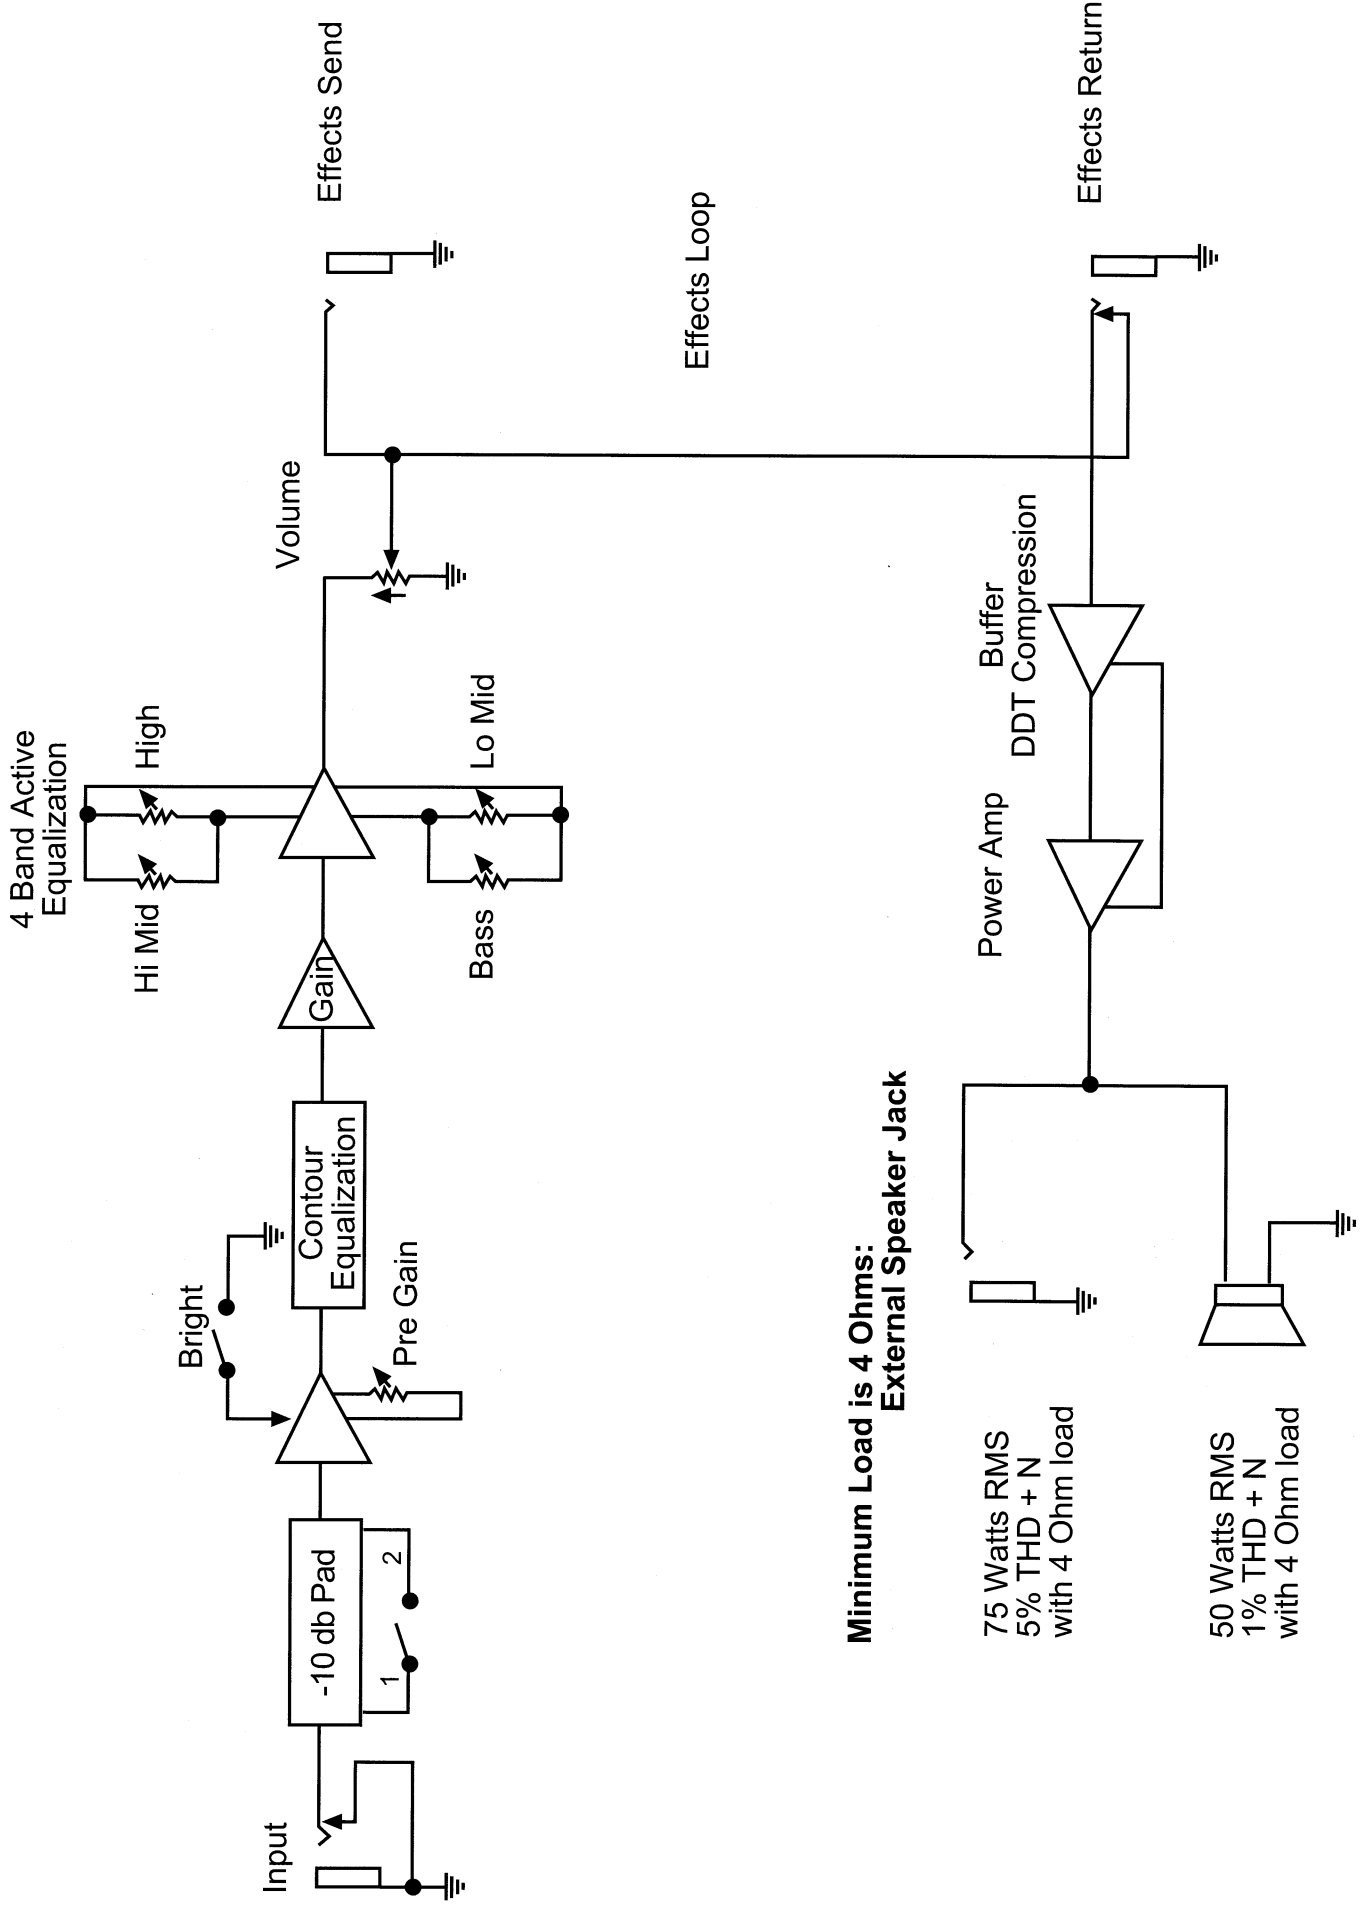 Input
-10 db Pad
1
2
Bright
Pre Gain
Contour
Equalization
Gain
4 Band Active
Equalization
Hi Mid
High
Bass
Lo Mid
Volume
Effects Send
Effects Loop
Effects Return
Buffer
DDT Compression
Power Amp
Minimum Load is 4 Ohms:
External Speaker Jack
75 Watts RMS
5% THD + N
with 4 Ohm load
50 Watts RMS
1% THD + N
with 4 Ohm load